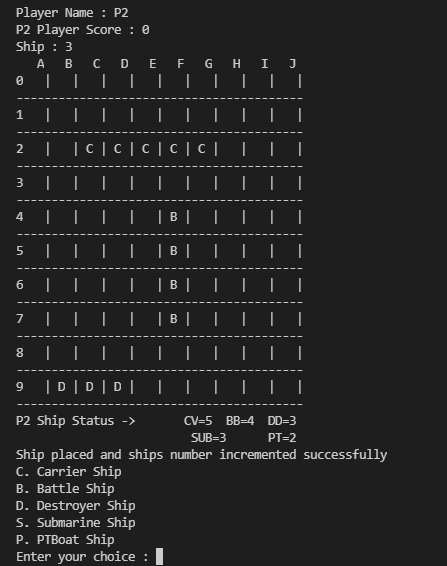 Player Name : P2
P2 Player Score : 0
Ship : 3
   A   B   C   D   E   F   G   H   I   J
0   |   |   |   |   |   |   |   |   |   |
-----------------------------------------
1   |   |   |   |   |   |   |   |   |   |
-----------------------------------------
2   |   | C | C | C | C | C |   |   |   |
-----------------------------------------
3   |   |   |   |   |   |   |   |   |   |
-----------------------------------------
4   |   |   |   |   | B |   |   |   |   |
-----------------------------------------
5   |   |   |   |   | B |   |   |   |   |
-----------------------------------------
6   |   |   |   |   | B |   |   |   |   |
-----------------------------------------
7   |   |   |   |   | B |   |   |   |   |
-----------------------------------------
8   |   |   |   |   |   |   |   |   |   |
-----------------------------------------
9   | D | D | D |   |   |   |   |   |   |
-----------------------------------------
P2 Ship Status ->       CV=5  BB=4  DD=3
                         SUB=3      PT=2
Ship placed and ships number incremented successfully
C. Carrier Ship
B. Battle Ship
D. Destroyer Ship
S. Submarine Ship
P. PTBoat Ship
Enter your choice :